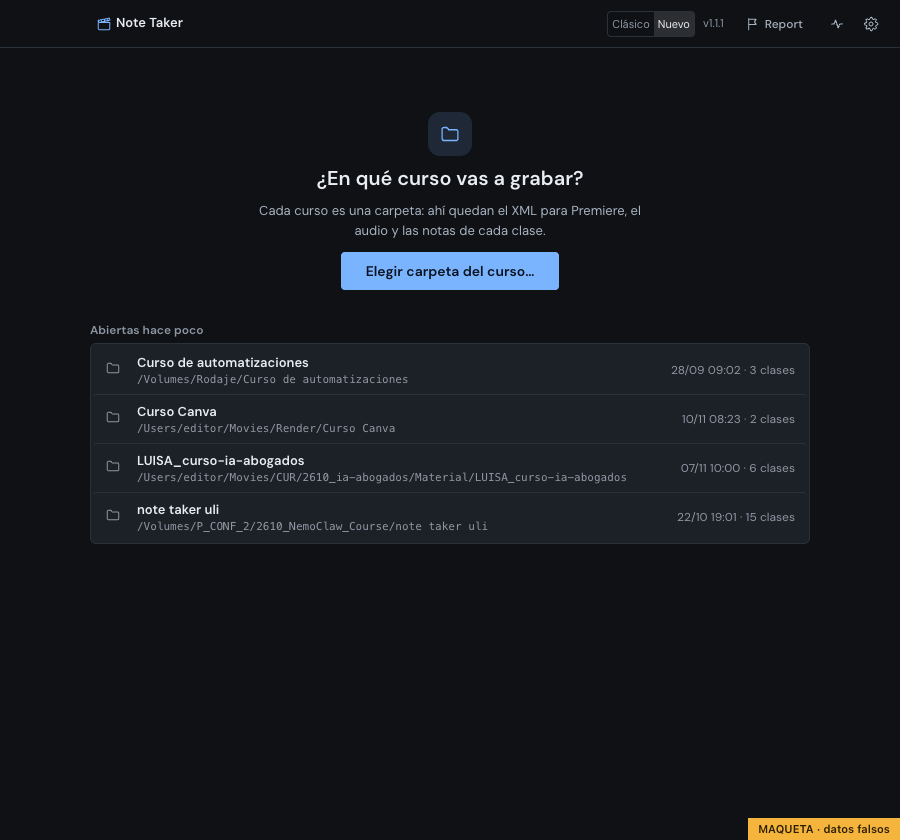 Note Taker
Clásico Nuevo v1.1.1 Report
¿En qué curso vas a grabar?
Cada curso es una carpeta: ahí quedan el XML para Premiere, el
audio y las notas de cada clase.
Elegir carpeta del curso...
Abiertas hace poco
Curso de automatizaciones
/Volumes/Rodaje/Curso de automatizaciones
28/09 09:02 · 3 clases
Curso Canva
/Users/editor/Movies/Render/Curso Canva
10/11 08:23 · 2 clases
LUISA_curso-ia-abogados
/Users/editor/Movies/CUR/2610_ia-abogados/Material/LUISA_curso-ia-abogados
07/11 10:00 · 6 clases
note taker uli
/Volumes/P_CONF_2/2610_NemoClaw_Course/note taker uli
22/10 19:01 · 15 clases
MAQUETA · datos falsos